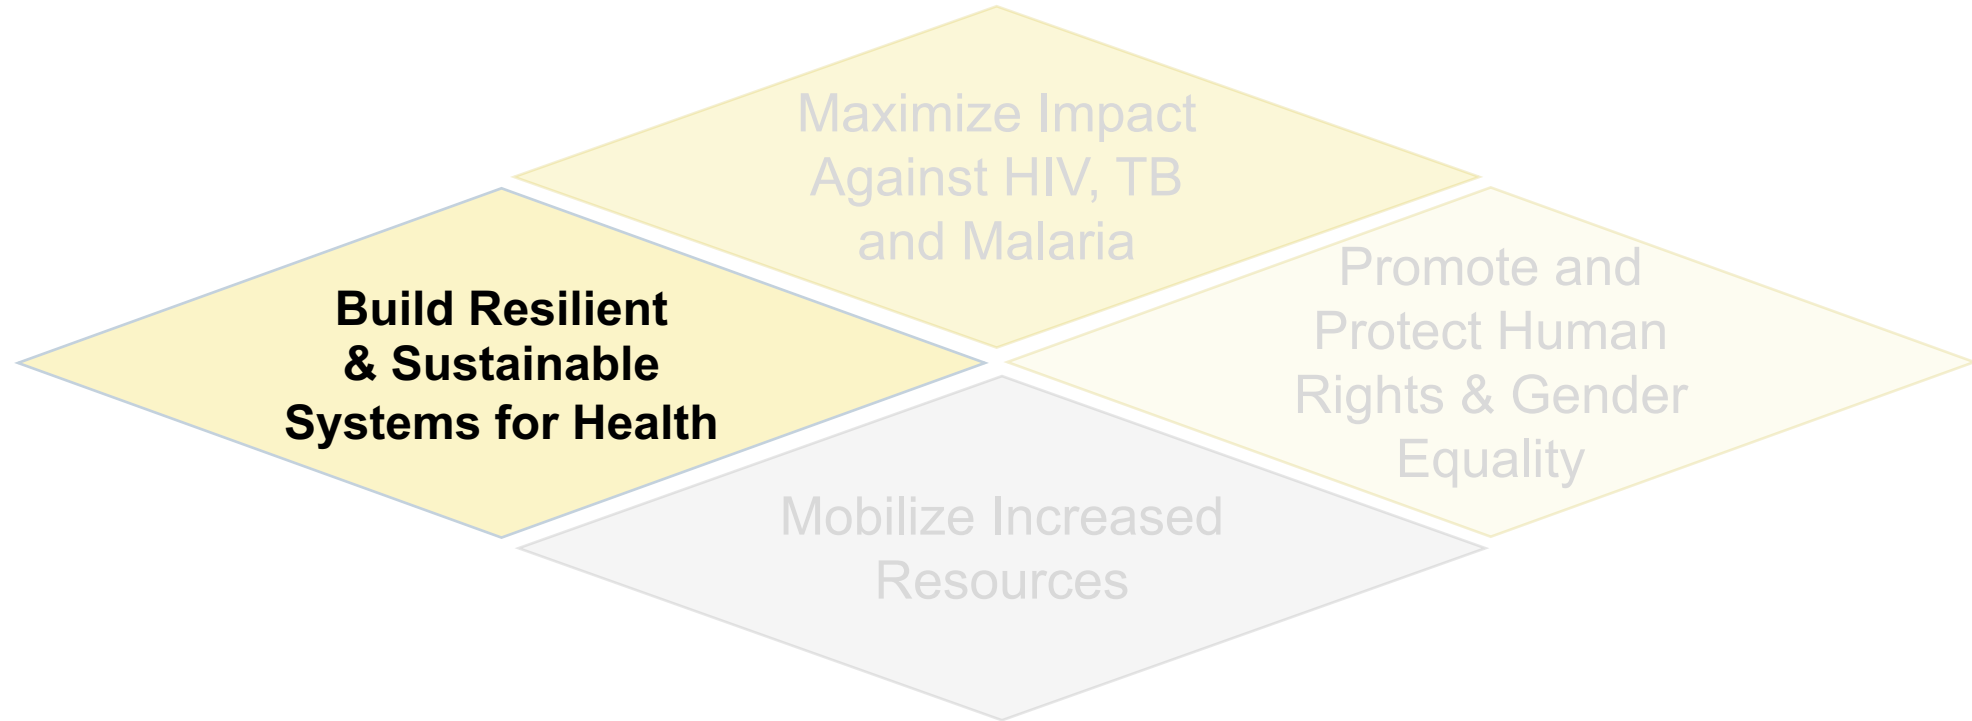 Maximize Impact
Against HIV, TB
and Malaria
Build Resilient
& Sustainable
Systems for Health
Promote and
Protect Human
Rights & Gender
Equality
Mobilize Increased
Resources